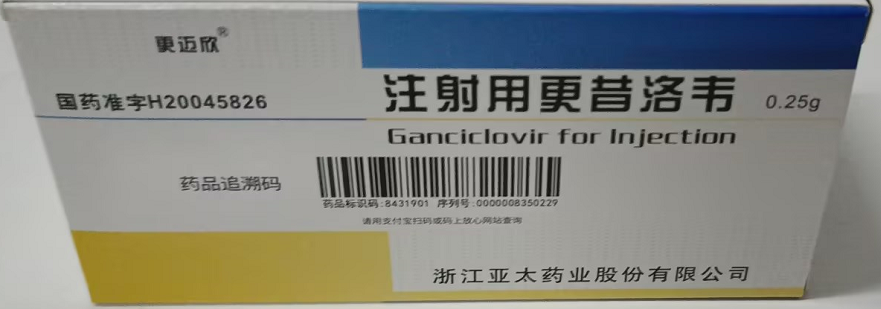 更迈欣®
国药准字H20045826
注射用更昔洛韦 0.25g
Ganciclovir for Injection
药品追溯码
药品标识码:8431901 序列号:0000008350229
请用支付宝扫码或码上放心网站查询
浙江亚太药业股份有限公司